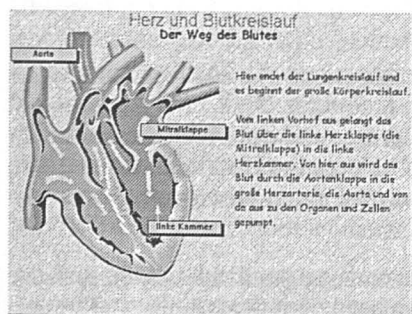 Herz und Blutkreislauf
Der Weg des Blutes
Aorta
Mitralklappe
linke Kammer
Hier endet der Lungenkreislauf und
es beginnt der große Körperkreislauf.
Vom linken Vorhof aus gelangt das
Blut über die linke Herzklappe (die
Mitralklappe) in die linke
Herzkammer. Von hier aus wird das
Blut durch die Aortenklappe in die
große Herzarterie, die Aorta und von
da aus zu den Organen und Zellen
gepumpt.